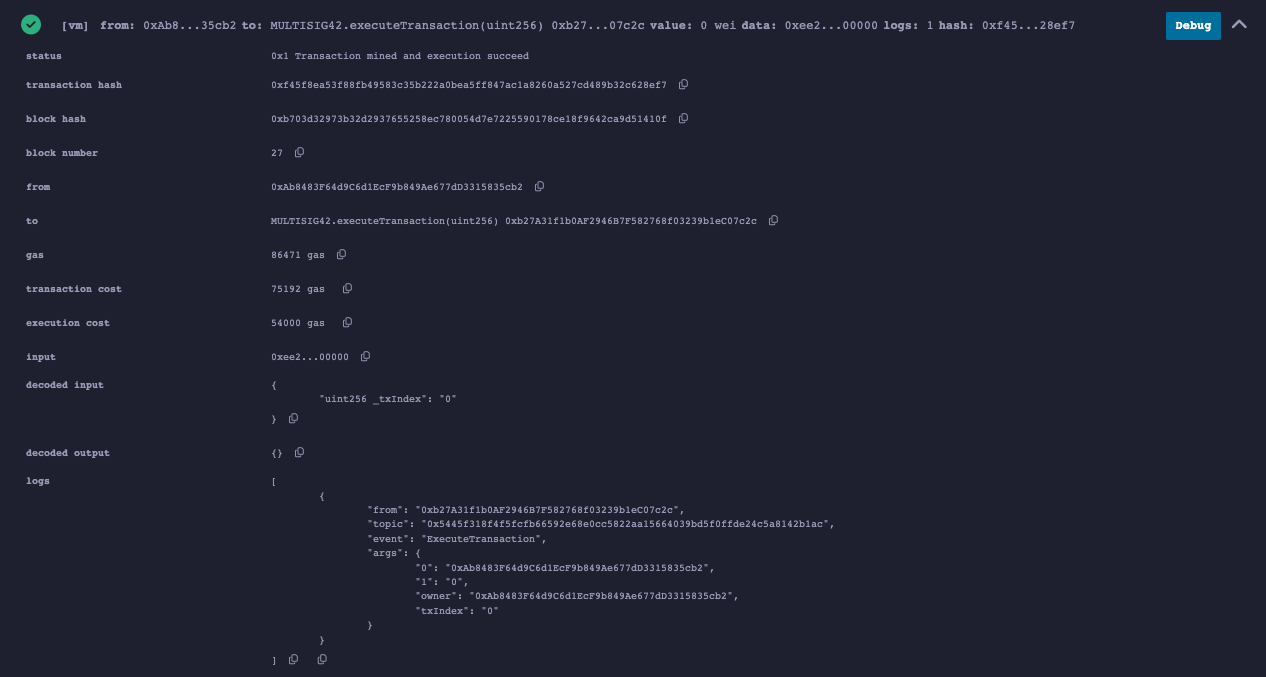 [vm] from: 0xAb8...35cb2 to: MULTISIG42.executeTransaction(uint256) 0xb27...07c2c value: 0 wei data: 0xee2...00000 logs: 1 hash: 0xf45...28ef7 Debug
status 0x1 Transaction mined and execution succeed
transaction hash 0xf45f8ea53f88fb49583c35b222a0bea5ff847ac1a8260a527cd489b32c628ef7
block hash 0xb703d32973b32d2937655258ec780054d7e7225590178ce18f9642ca9d51410f
block number 27
from 0xAb8483F64d9C6d1EcF9b849Ae677dD3315835cb2
to MULTISIG42.executeTransaction(uint256) 0xb27A31f1b0AF2946B7F582768f03239b1eC07c2c
gas 86471 gas
transaction cost 75192 gas
execution cost 54000 gas
input 0xee2...00000
decoded input {
"uint256 _txIndex": "0"
}
decoded output {}
logs [
{
"from": "0xb27A31f1b0AF2946B7F582768f03239b1eC07c2c",
"topic": "0x5445f318f4f5fcfb66592e68e0cc5822aa15664039bd5f0ffde24c5a8142b1ac",
"event": "ExecuteTransaction",
"args": {
"0": "0xAb8483F64d9C6d1EcF9b849Ae677dD3315835cb2",
"1": "0",
"owner": "0xAb8483F64d9C6d1EcF9b849Ae677dD3315835cb2",
"txIndex": "0"
}
}
]